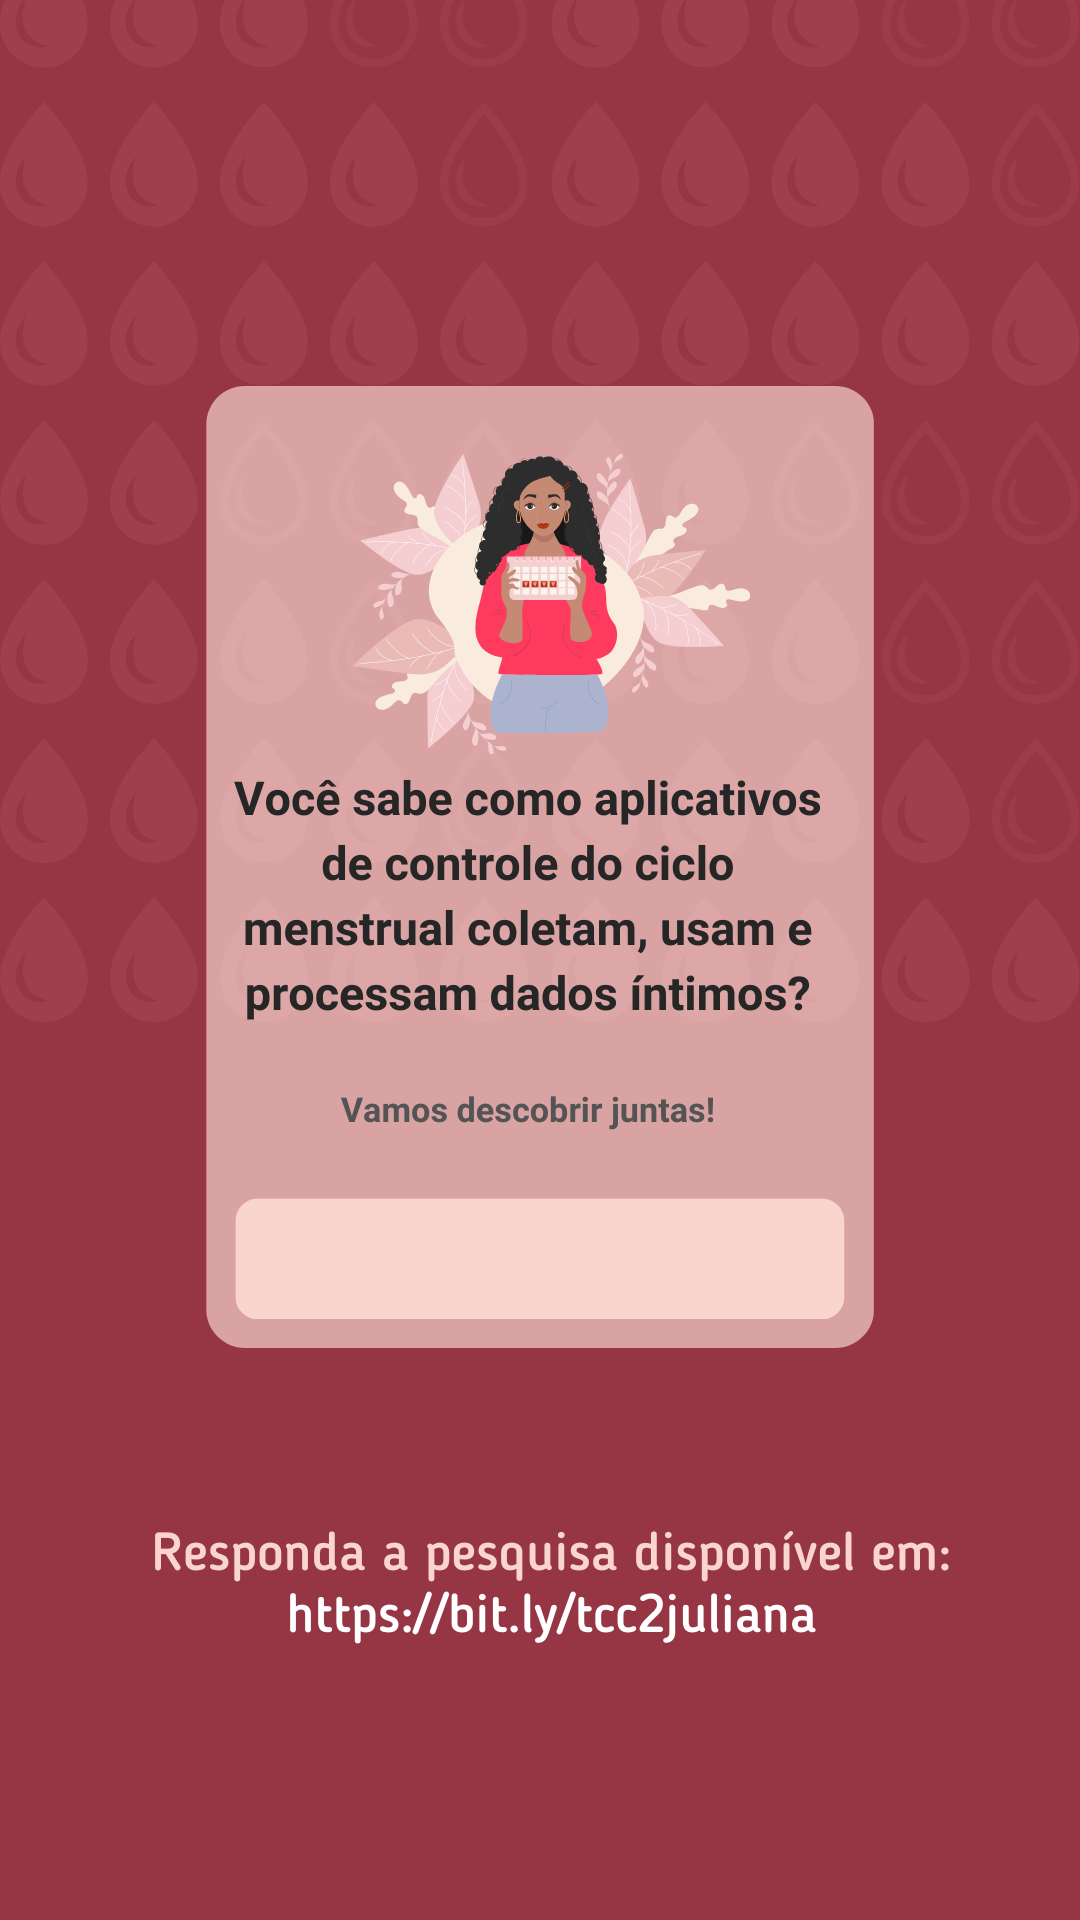 Você sabe como aplicativos
de controle do ciclo
menstrual coletam, usam e
processam dados íntimos?
Vamos descobrir juntas!
Responda a pesquisa disponível em:
https://bit.ly/tcc2juliana